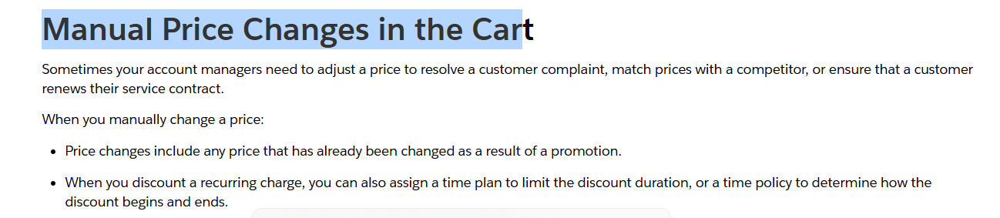 Manual Price Changes in the Cart
Sometimes your account managers need to adjust a price to resolve a customer complaint, match prices with a competitor, or ensure that a customer
renews their service contract.
When you manually change a price:
• Price changes include any price that has already been changed as a result of a promotion.
• When you discount a recurring charge, you can also assign a time plan to limit the discount duration, or a time policy to determine how the
discount begins and ends.